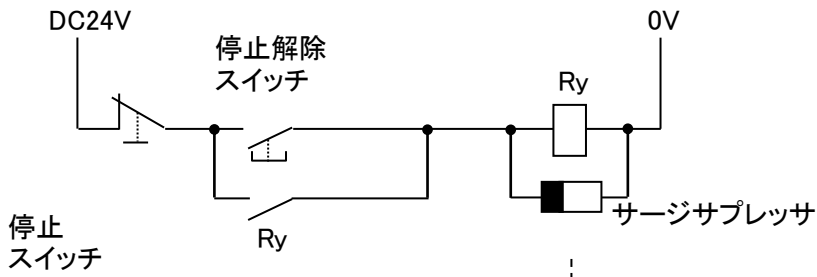 DC24V
0V
停止解除
スイッチ
Ry
Ry
サージサプレッサ
停止
スイッチ